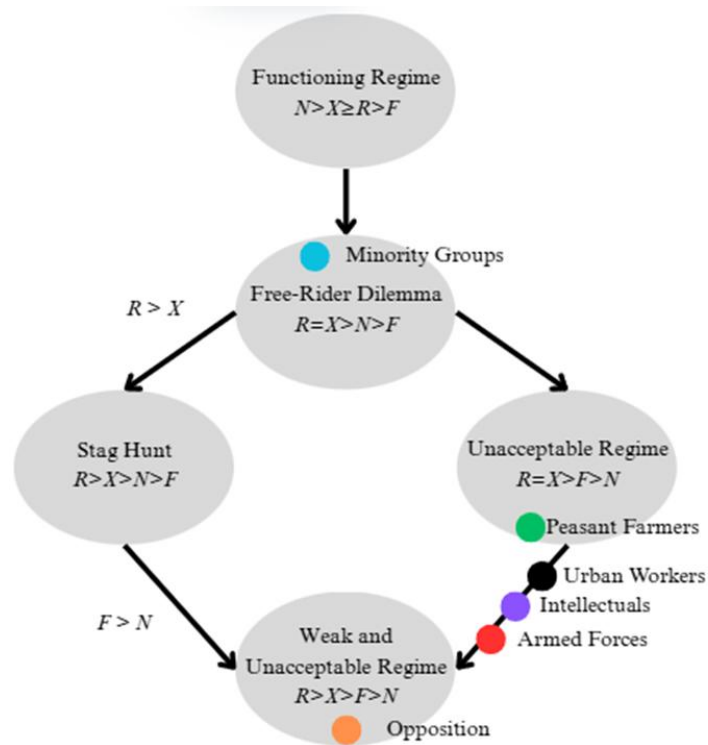 Functioning Regime
N>X≥R>F
Minority Groups
Free-Rider Dilemma
R=X>N>F
R > X
Stag Hunt
R>X>N>F
Unacceptable Regime
R=X>F>N
Peasant Farmers
Urban Workers
Intellectuals
Armed Forces
F > N
Weak and
Unacceptable Regime
R>X>F>N
Opposition